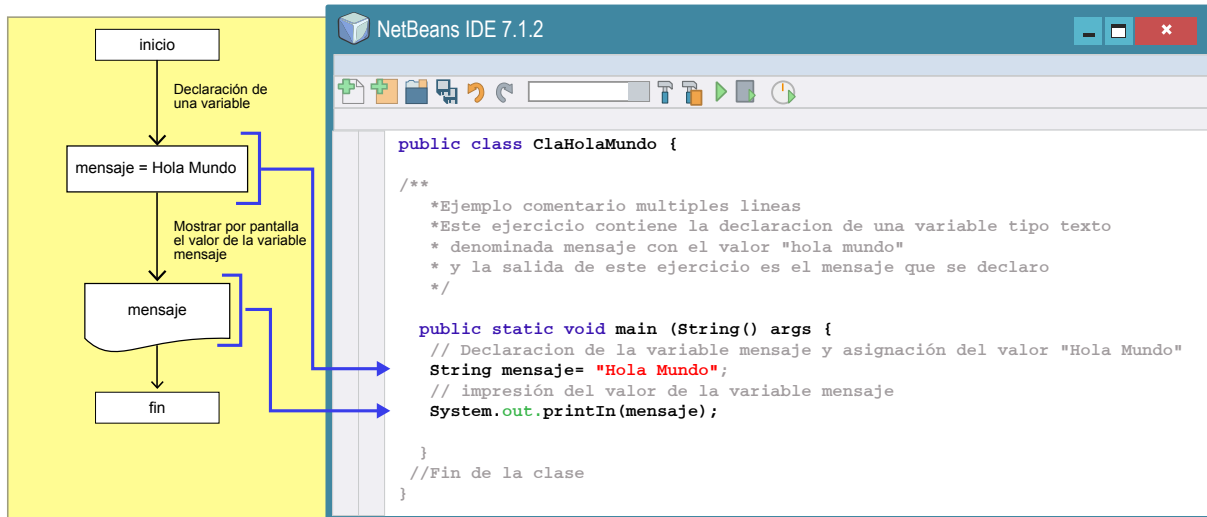 inicio
Declaración de
una variable
mensaje = Hola Mundo
Mostrar por pantalla
el valor de la variable
mensaje
mensaje
fin
NetBeans IDE 7.1.2
public class ClaHolaMundo {
/**
*Ejemplo comentario multiples lineas
*Este ejercicio contiene la declaracion de una variable tipo texto
* denominada mensaje con el valor "hola mundo"
* y la salida de este ejercicio es el mensaje que se declaro
*/
public static void main (String() args {
// Declaracion de la variable mensaje y asignación del valor "Hola Mundo"
String mensaje= "Hola Mundo";
// impresión del valor de la variable mensaje
System.out.printIn(mensaje);
}
//Fin de la clase
}